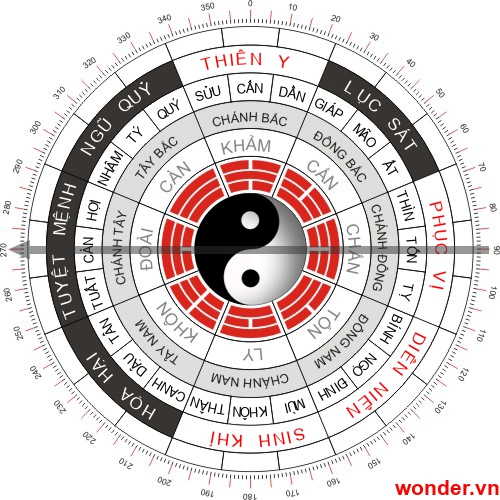 0
10
20
30
40
50
60
70
80
90
100
110
120
130
140
150
160
170
180
190
200
210
220
230
240
250
260
270
280
290
300
310
320
330
340
350
THIÊN Y
LỤC SÁT
PHỤC VỊ
DIÊN NIÊN
SINH KHÍ
HỌA HẠI
TUYỆT MỆNH
NGŨ QUỶ
SỬU
CẤN
DẦN
GIÁP
MÃO
ẤT
THÌN
TỐN
TỴ
BÍNH
NGỌ
ĐINH
MÙI
KHÔN
THÂN
CANH
DẬU
TÂN
TUẤT
CÀN
HỢI
NHÂM
TÝ
QUÝ
CHÁNH BẮC
ĐÔNG BẮC
CHÁNH ĐÔNG
ĐÔNG NAM
CHÁNH NAM
TÂY NAM
CHÁNH TÂY
TÂY BẮC
KHẢM
CẤN
CHẤN
TỐN
LY
KHÔN
ĐOÀI
CÀN
wonder.vn